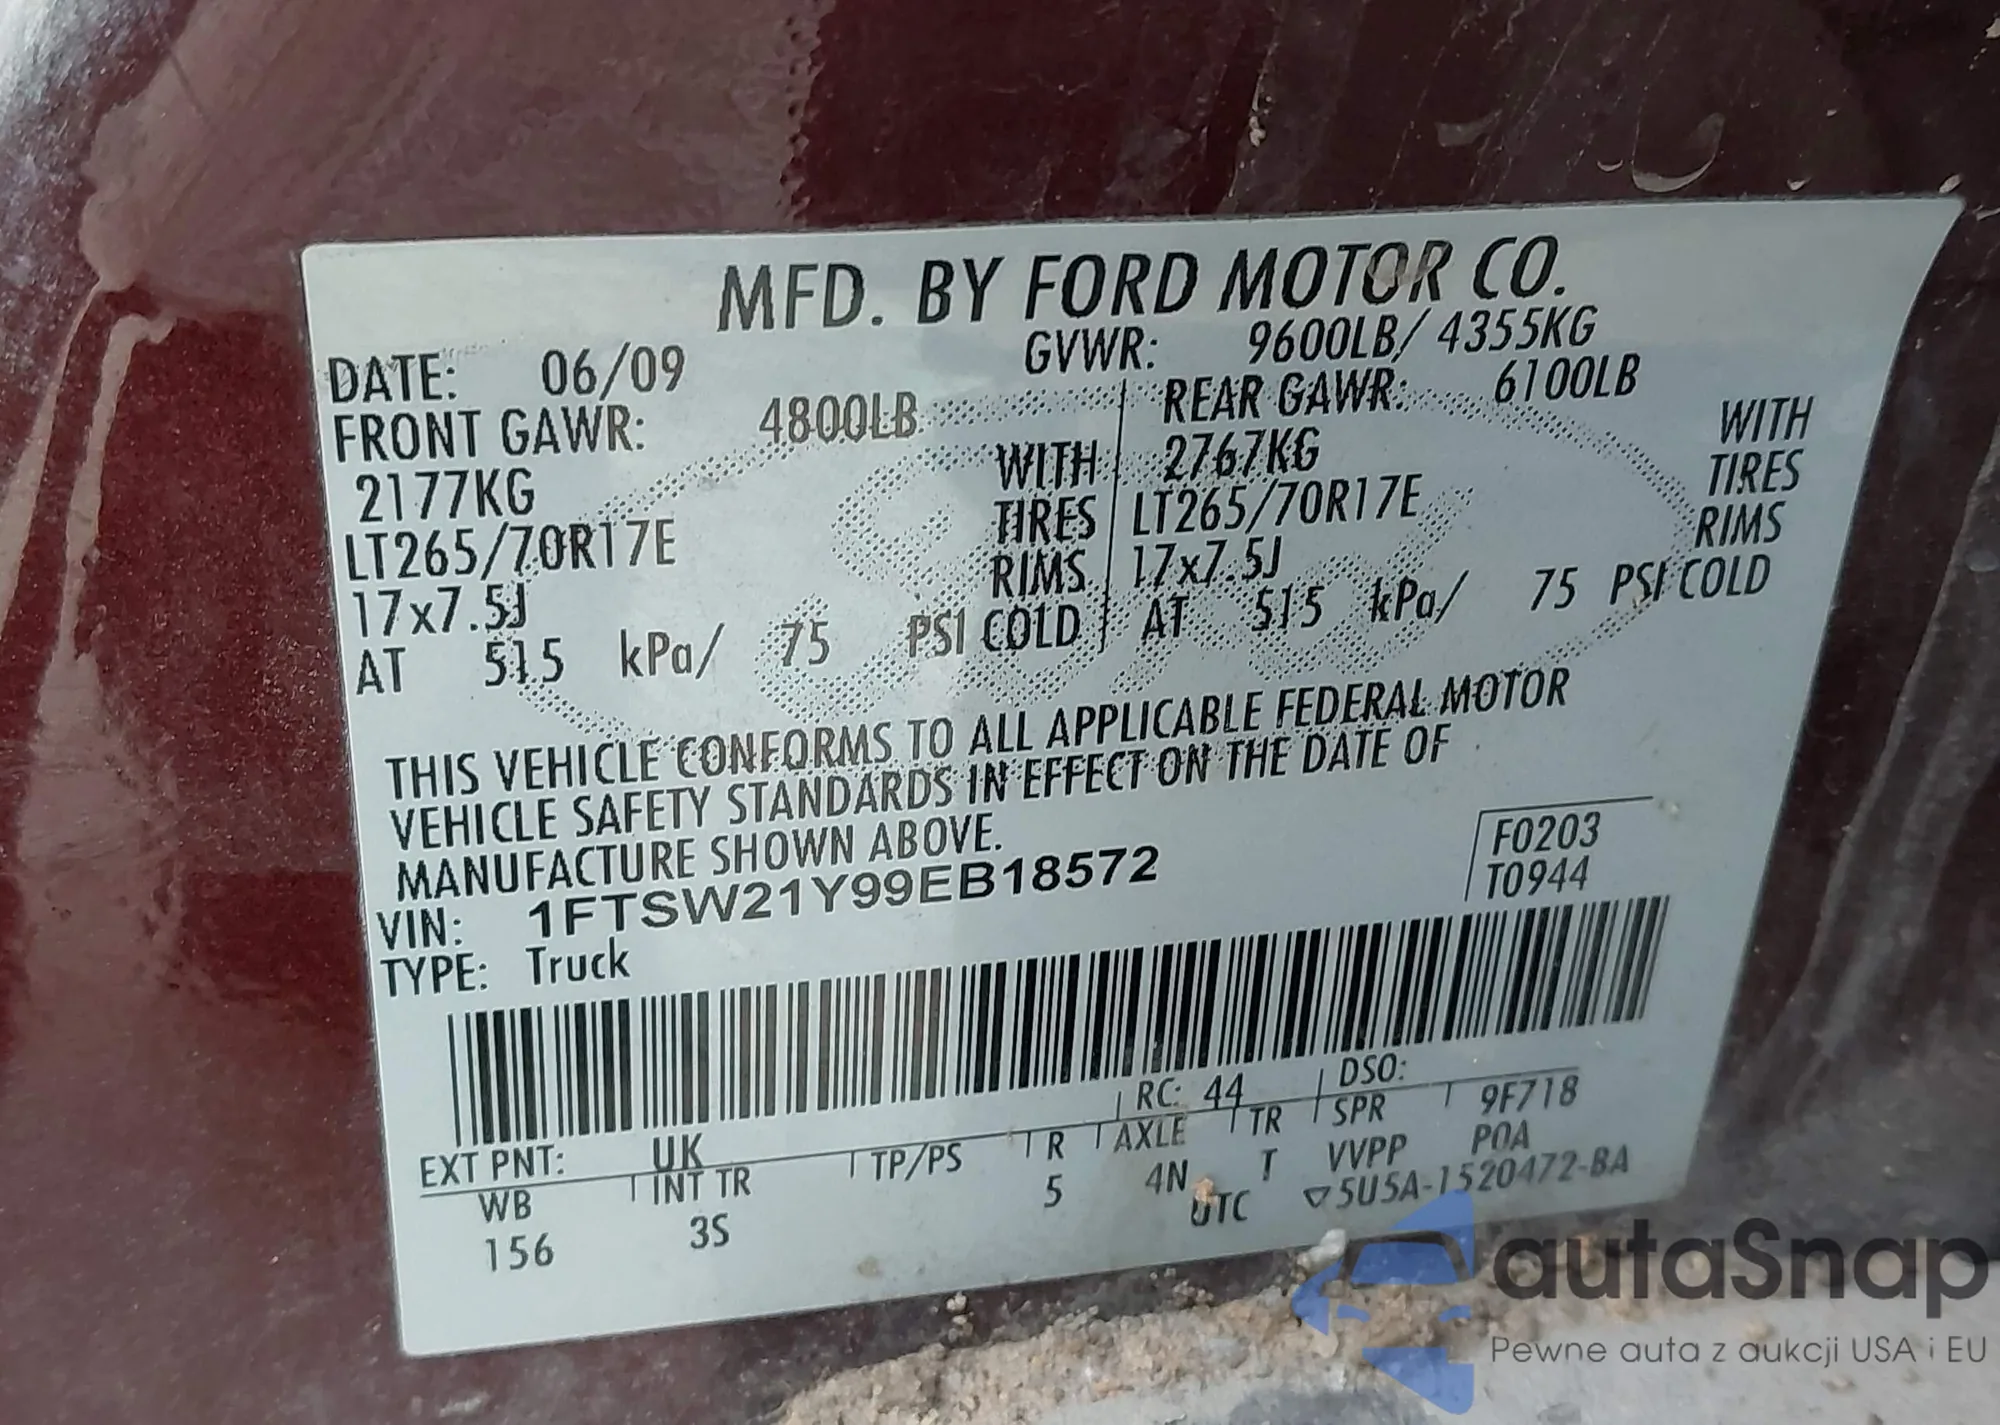 MFD. BY FORD MOTOR CO.
DATE: 06/09 GVWR: 9600LB/ 4355KG
FRONT GAWR: 4800LB REAR GAWR: 6100LB
2177KG WITH 2767KG WITH
LT265/70R17E TIRES LT265/70R17E TIRES
17x7.5J RIMS 17x7.5J RIMS
AT 515 kPa/ 75 PSI COLD AT 515 kPa/ 75 PSI COLD
THIS VEHICLE CONFORMS TO ALL APPLICABLE FEDERAL MOTOR
VEHICLE SAFETY STANDARDS IN EFFECT ON THE DATE OF
MANUFACTURE SHOWN ABOVE.
F0203
T0944
VIN: 1FTSW21Y99EB18572
TYPE: Truck
EXT PNT: UK RC: 44 DSO:
WB INT TR TP/PS R AXLE TR SPR 9F718
156 3S 5 4N T VVPP POA
UTC ▽5U5A-1520472-BA
autaSnap
Pewne auta z aukcji USA i EU